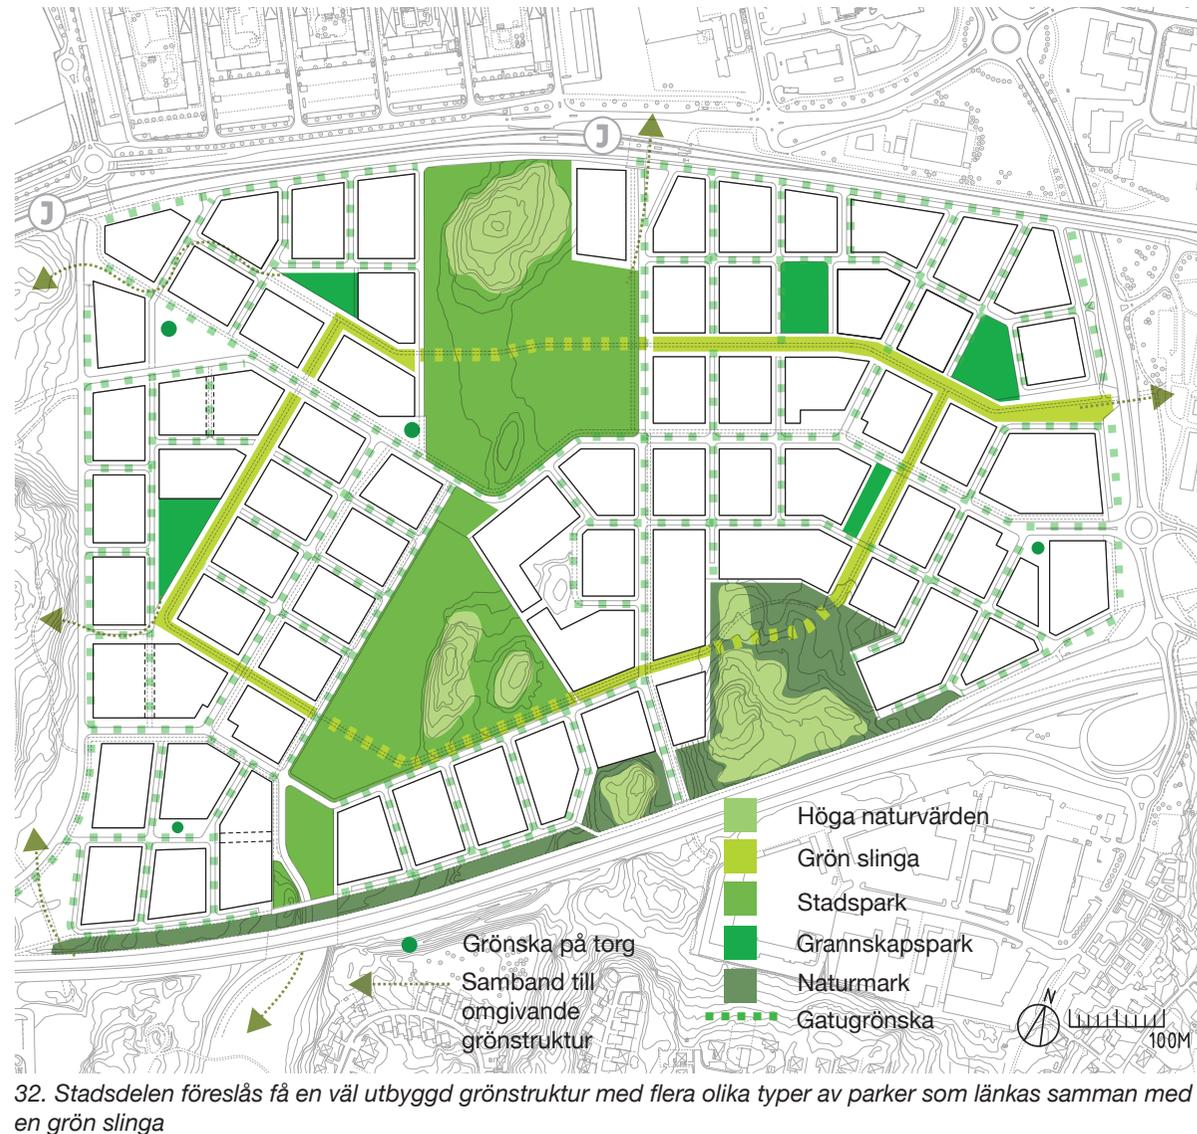 J
J
Höga naturvärden
Grön slinga
Stadspark
Grannskapspark
Naturmark
Gatugrönska
Grönska på torg
Samband till
omgivande
grönstruktur
N
100M
32. Stadsdelen föreslås få en väl utbyggd grönstruktur med flera olika typer av parker som länkas samman med
en grön slinga